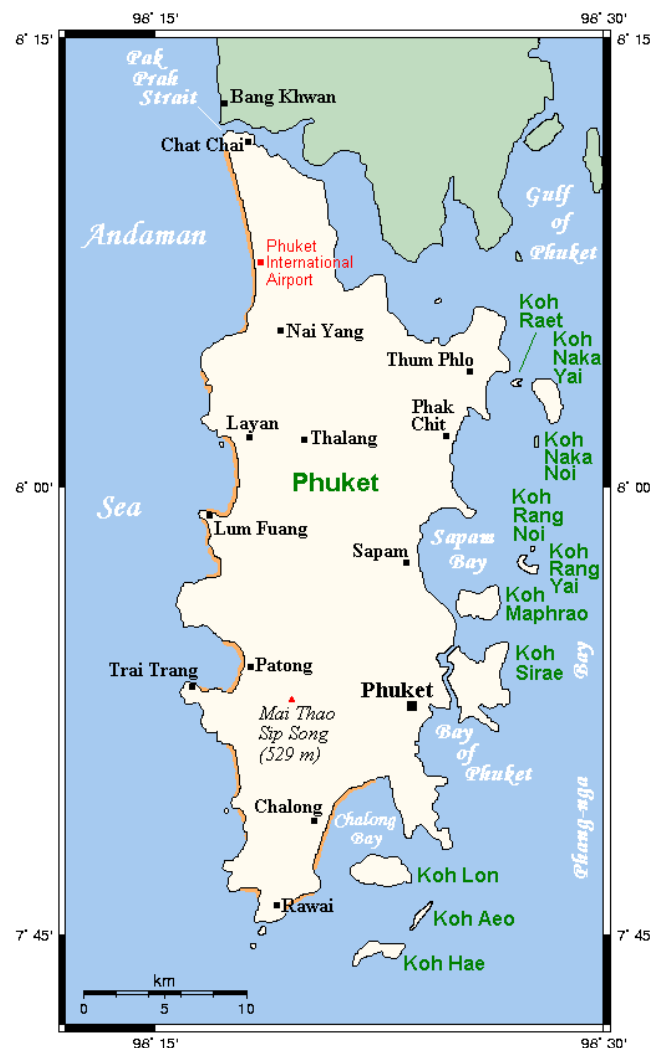 98° 15'
98° 30'
8° 15'
8° 15'
Pak
Prah
Strait
Bang Khwan
Chat Chai
Gulf
of
Phuket
Andaman
Phuket
International
Airport
Koh
Raet
Nai Yang
Koh
Naka
Yai
Thum Phlo
Phak
Chit
Layan
Thalang
Koh
Naka
Noi
Phuket
8° 00'
8° 00'
Sea
Koh
Rang
Noi
Lum Fuang
Sapam
Bay
Sapam
Koh
Rang
Yai
Koh
Maphrao
Koh
Sirae
Bay
Trai Trang
Patong
Phuket
Mai Thao
Sip Song
(529 m)
Bay
of
Phuket
Phang-nga
Chalong
Chalong
Bay
Koh Lon
Rawai
Koh Aeo
7° 45'
7° 45'
Koh Hae
km
0
5
10
98° 15'
98° 30'